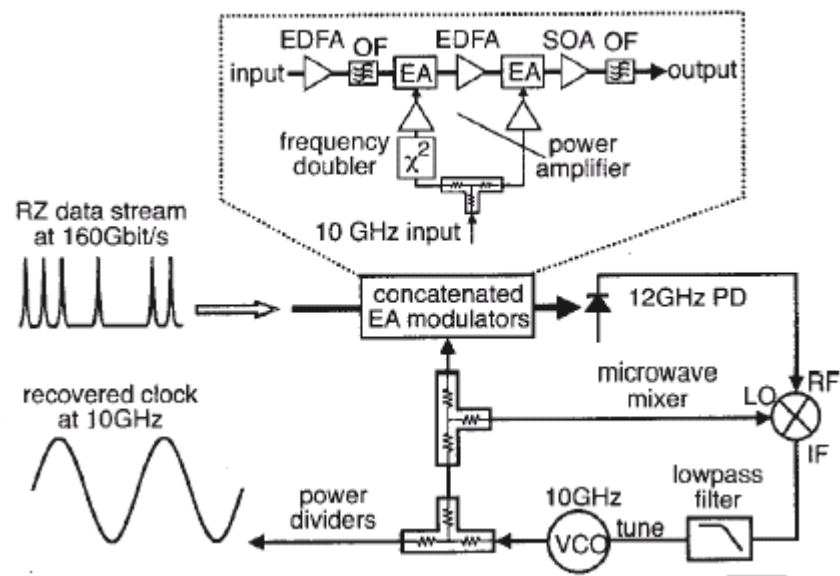 EDFA OF EDFA SOA OF
input EA EA output
frequency
doubler
χ²
power
amplifier
10 GHz input
RZ data stream
at 160Gbit/s
concatenated
EA modulators
12GHz PD
microwave
mixer
LO
RF
IF
recovered clock
at 10GHz
lowpass
filter
power
dividers
10GHz
VCO
tune